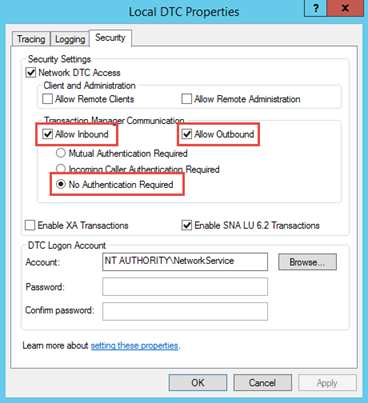 Local DTC Properties
? x
Tracing Logging Security
Security Settings
Network DTC Access
Client and Administration
Allow Remote Clients Allow Remote Administration
Transaction Manager Communication
Allow Inbound Allow Outbound
Mutual Authentication Required
Incoming Caller Authentication Required
No Authentication Required
Enable XA Transactions Enable SNA LU 6.2 Transactions
DTC Logon Account
Account: NT AUTHORITY\NetworkService Browse...
Password:
Confirm password:
Learn more about setting these properties.
OK Cancel Apply